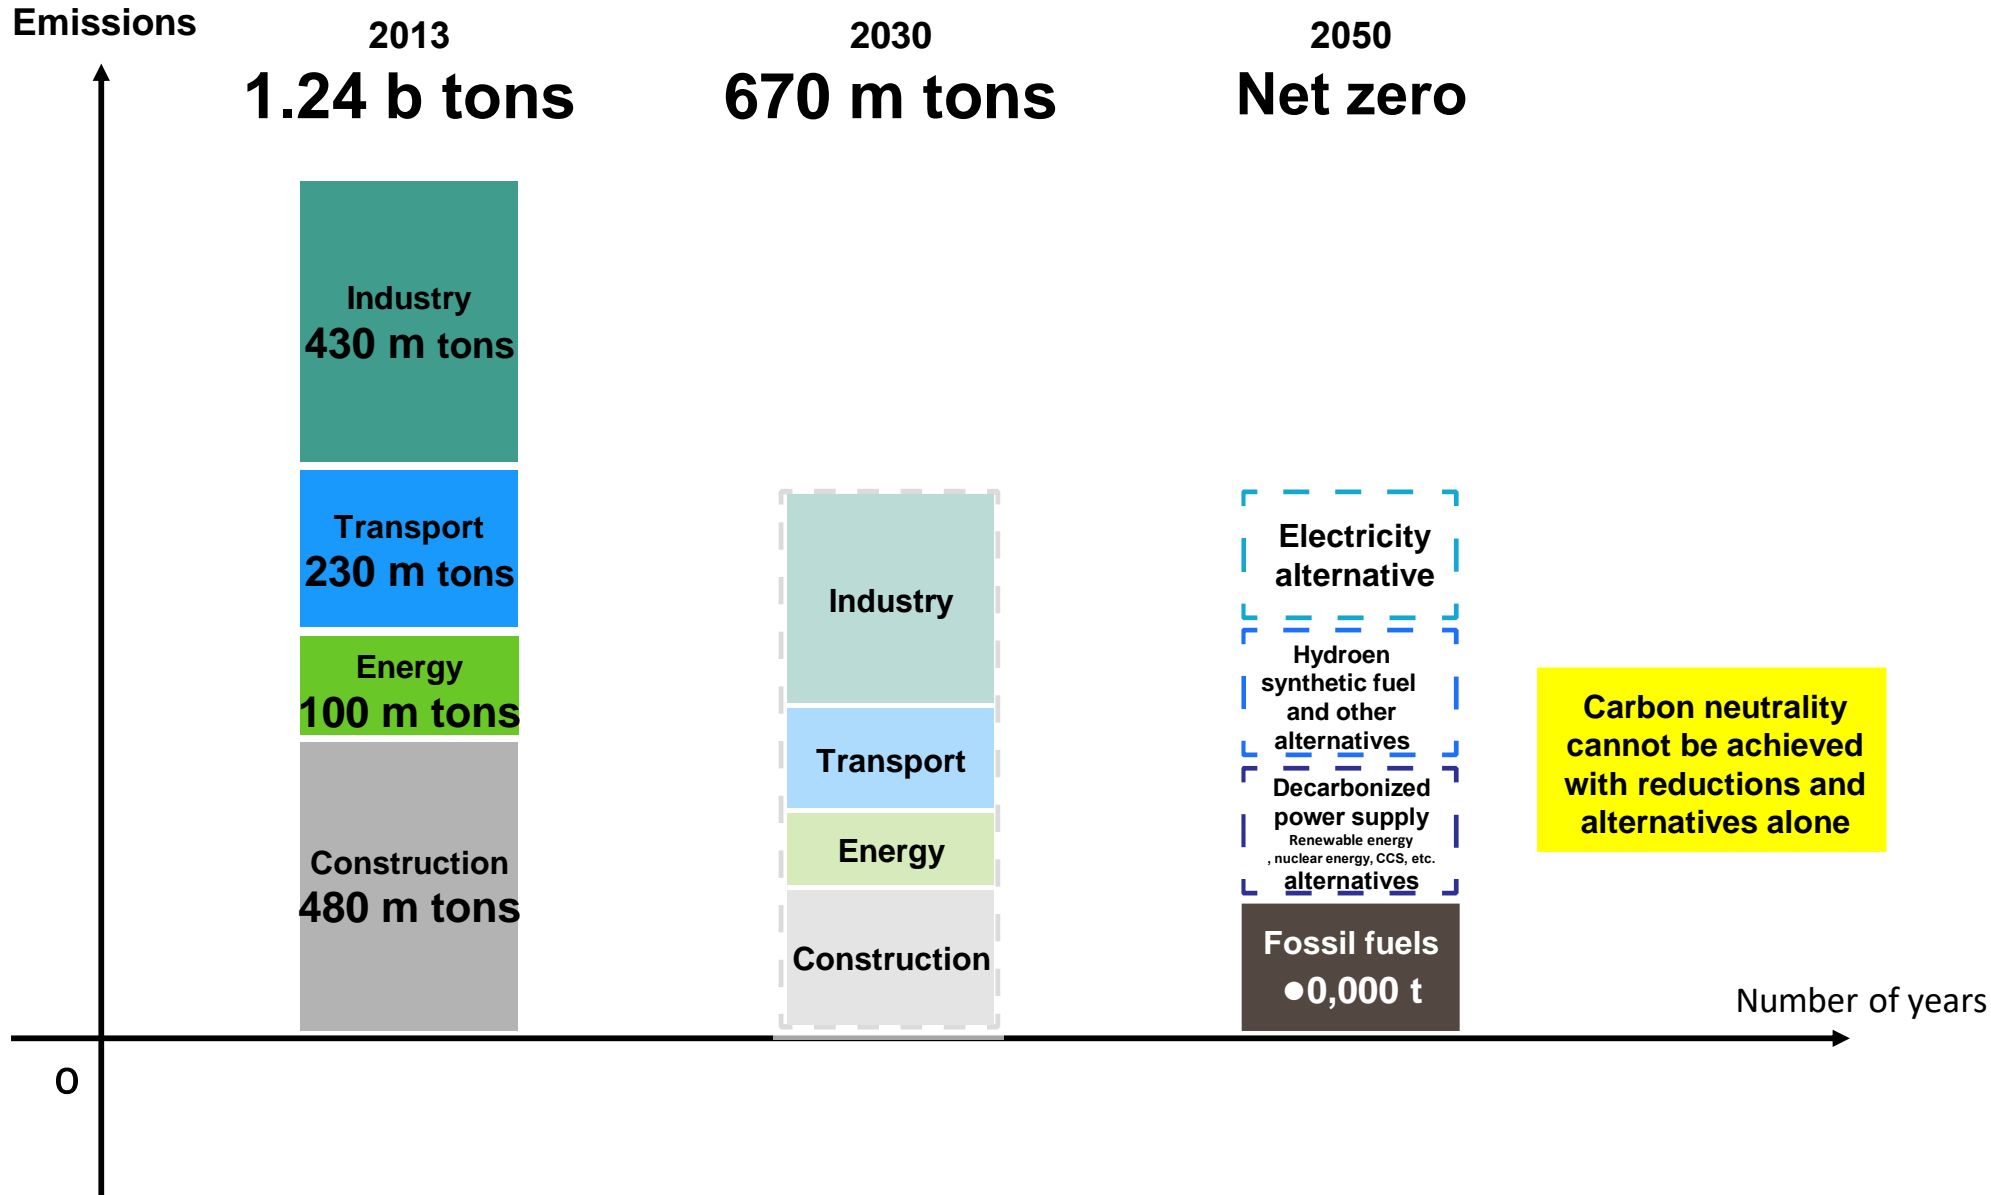 Emissions
2013
1.24 b tons
2030
670 m tons
2050
Net zero
Industry
430 m tons
Transport
230 m tons
Energy
100 m tons
Construction
480 m tons
Industry
Transport
Energy
Construction
Electricity
alternative
Hydroen
synthetic fuel
and other
alternatives
Decarbonized
power supply
Renewable energy
, nuclear energy, CCS, etc.
alternatives
Fossil fuels
●0,000 t
Carbon neutrality
cannot be achieved
with reductions and
alternatives alone
Number of years
O